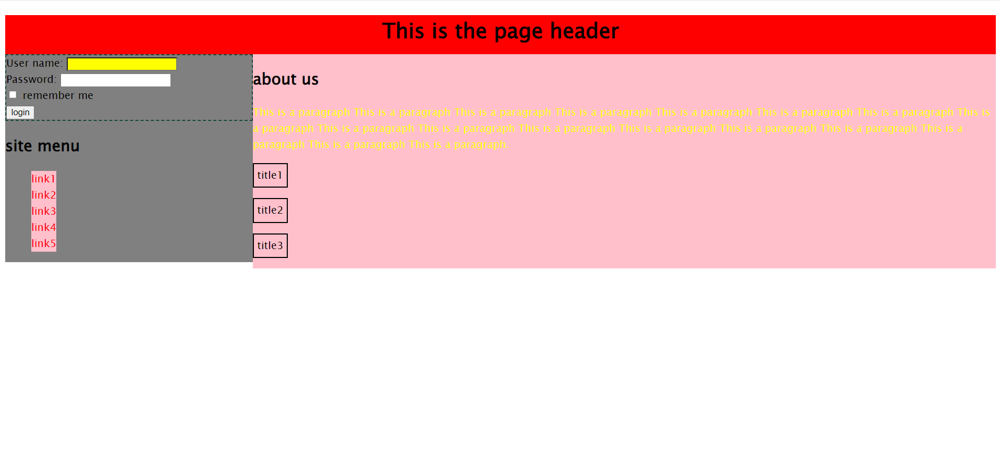 This is the page header
User name:
Password:
remember me
login
site menu
link1
link2
link3
link4
link5
about us
This is a paragraph This is a paragraph This is a paragraph This is a paragraph This is a paragraph This is a paragraph This is a paragraph This is
a paragraph This is a paragraph This is a paragraph This is a paragraph This is a paragraph This is a paragraph This is a paragraph This is a
paragraph This is a paragraph This is a paragraph.
title1
title2
title3